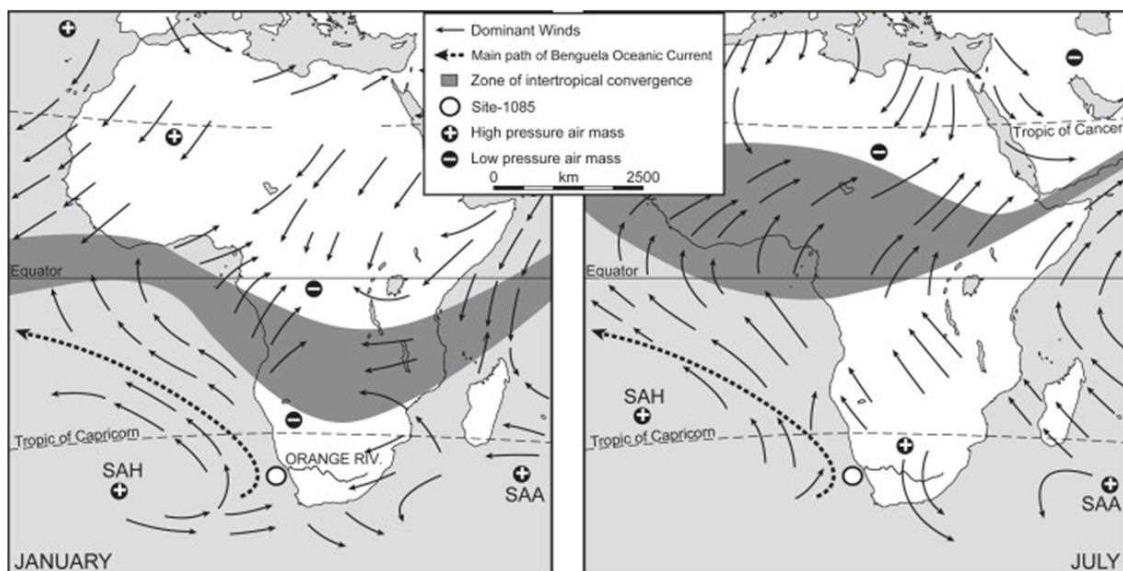 Dominant Winds
Main path of Benguela Oceanic Current
Zone of intertropical convergence
Site-1085
High pressure air mass
Low pressure air mass
0 km 2500
Equator
Tropic of Capricorn
SAH
ORANGE RIV.
SAA
JANUARY
Tropic of Cancer
Equator
SAH
Tropic of Capricorn
SAA
JULY